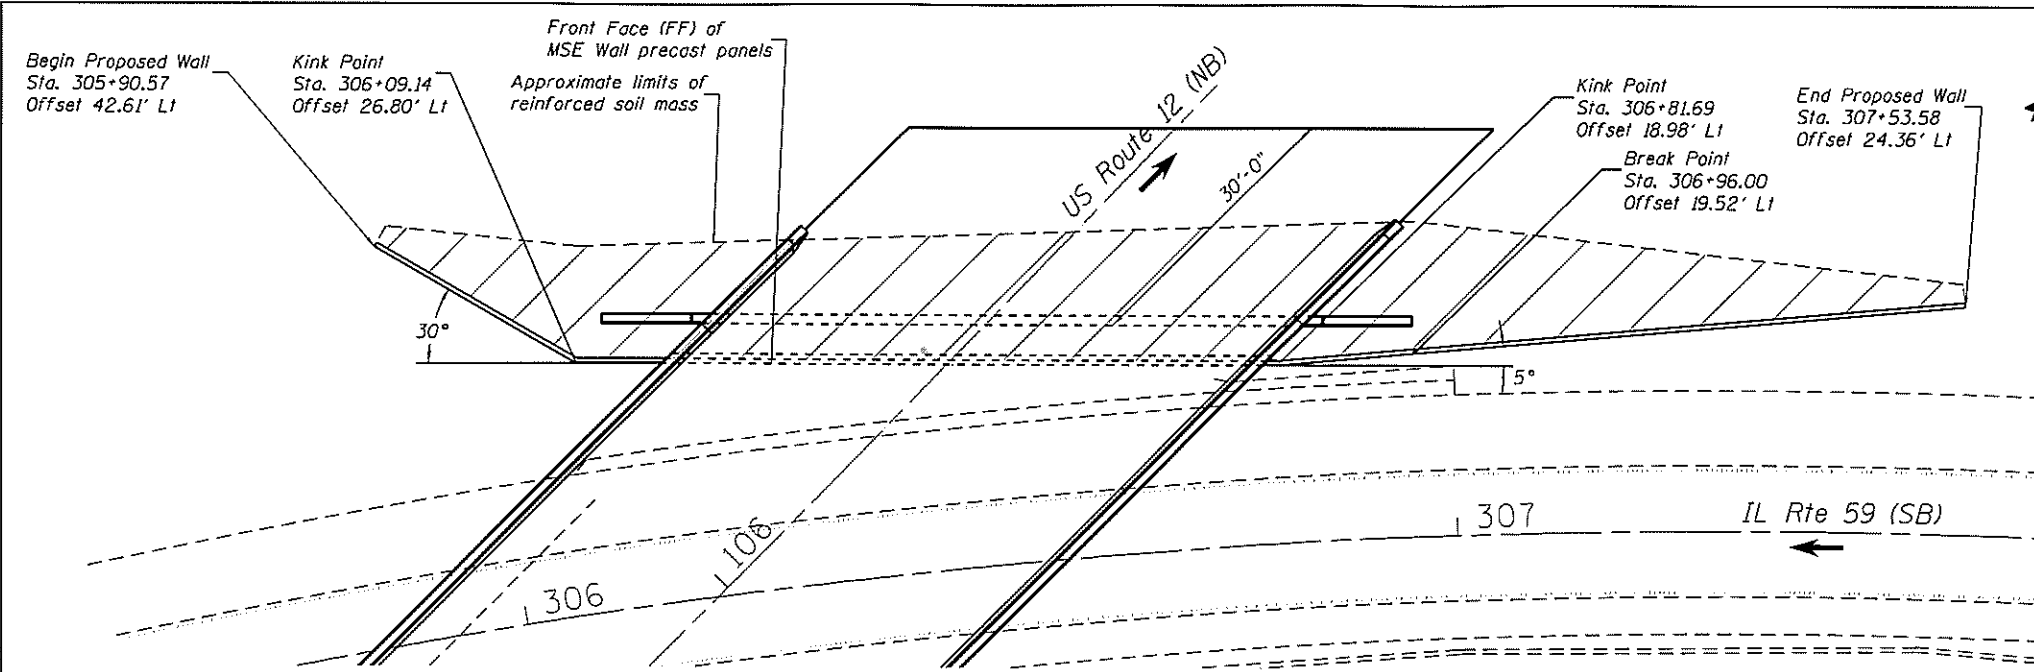 Front Face (FF) of
MSE Wall precast panels
Begin Proposed Wall
Sta. 305+90.57
Offset 42.61' Lt
Kink Point
Sta. 306+09.14
Offset 26.80' Lt
Approximate limits of
reinforced soil mass
US Route 12 (NB)
30'-0"
Kink Point
Sta. 306+81.69
Offset 18.98' Lt
End Proposed Wall
Sta. 307+53.58
Offset 24.36' Lt
Break Point
Sta. 306+96.00
Offset 19.52' Lt
30°
5°
307
IL Rte 59 (SB)
106
306